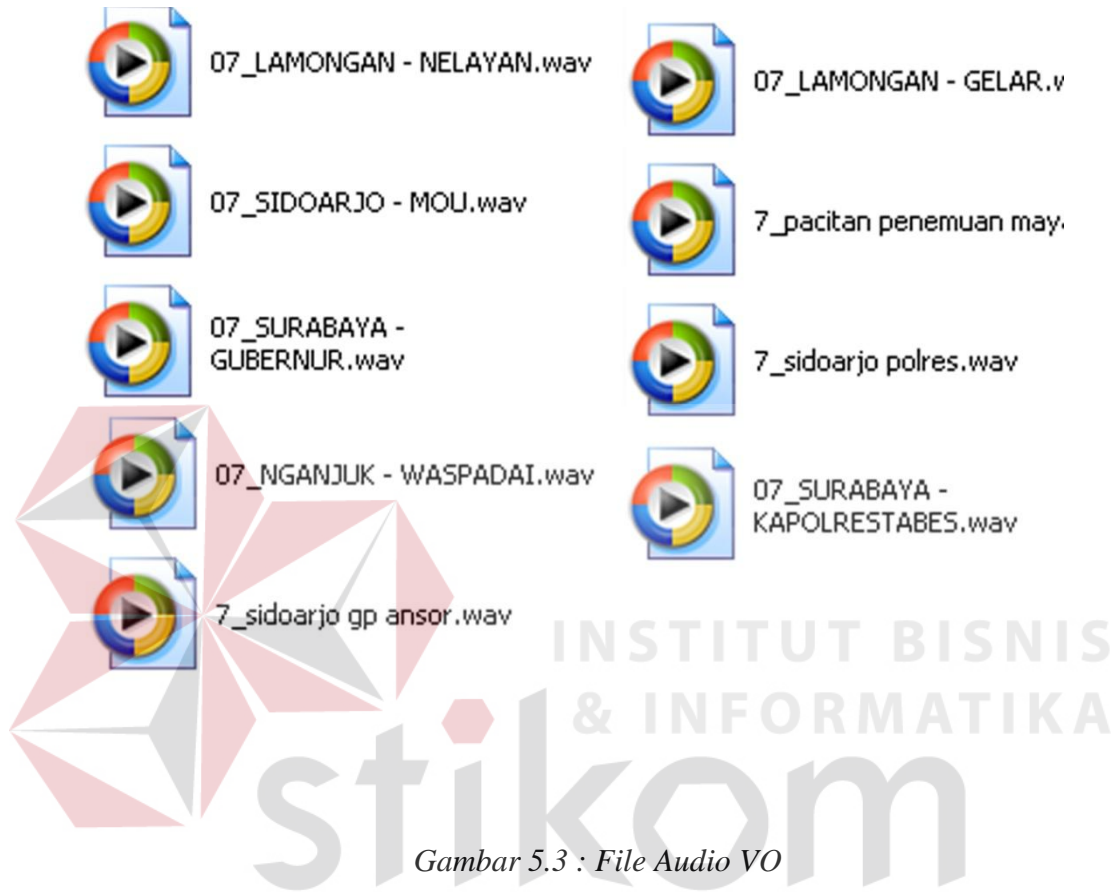 07_LAMONGAN - NELAYAN.wav
07_SIDOARJO - MOU.wav
07_SURABAYA -
GUBERNUR.wav
07_NGANJUK - WASPADAI.wav
7_sidoarjo gp ansor.wav
07_LAMONGAN - GELAR.w
7_pacitan penemuan may
7_sidoarjo polres.wav
07_SURABAYA -
KAPOLRESTABES.wav
INSTITUT BISNIS
& INFORMATIKA
stikom
Gambar 5.3 : File Audio VO